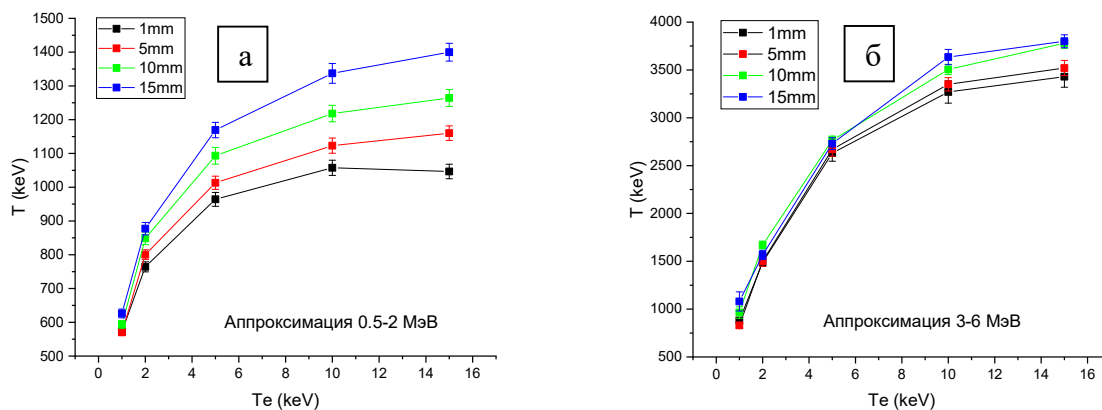 1500
1400
1300
1200
1100
1000
900
800
700
600
500
T (keV)
1mm
5mm
10mm
15mm
а
Аппроксимация 0.5-2 МэВ
0 2 4 6 8 10 12 14 16
Te (keV)
4000
3500
3000
2500
2000
1500
1000
500
T (keV)
1mm
5mm
10mm
15mm
б
Аппроксимация 3-6 МэВ
0 2 4 6 8 10 12 14 16
Te (keV)